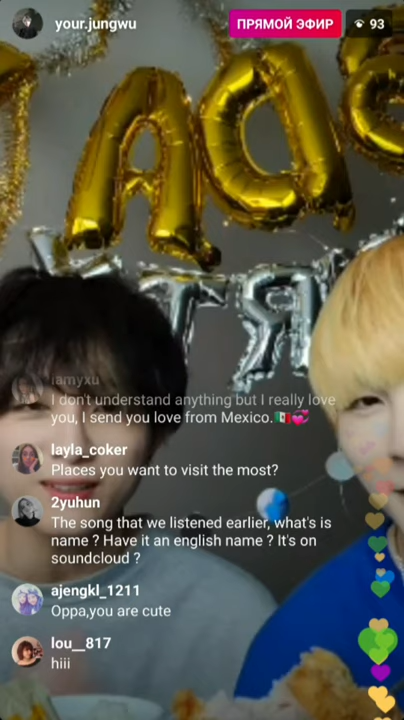 your.jungwu
ПРЯМОЙ ЭФИР
93
iamyxu
I don't understand anything but I really love
you, I send you love from Mexico.🇲🇽💞
layla_coker
Places you want to visit the most?
2yuhun
The song that we listened earlier, what's is
name ? Have it an english name ? It's on
soundcloud ?
ajengkl_1211
Oppa,you are cute
lou__817
hiii